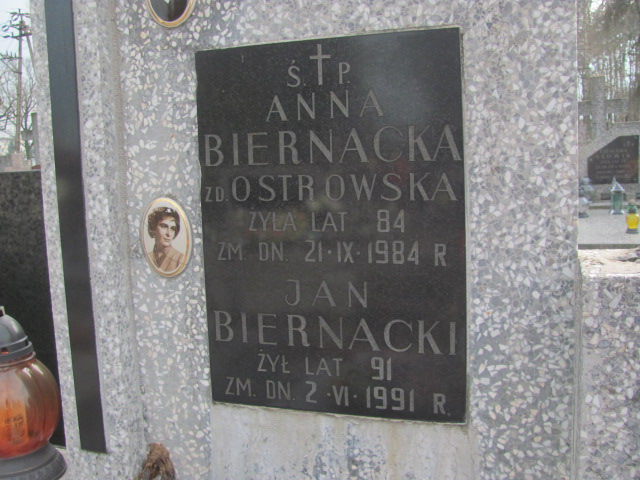 Ś. P.
ANNA
BIERNACKA
ZD. OSTROWSKA
ŻYŁA LAT 84
ZM. DN. 21·IX·1984 R.
JAN
BIERNACKI
ŻYŁ LAT 91
ZM. DN. 2·VI·1991 R.